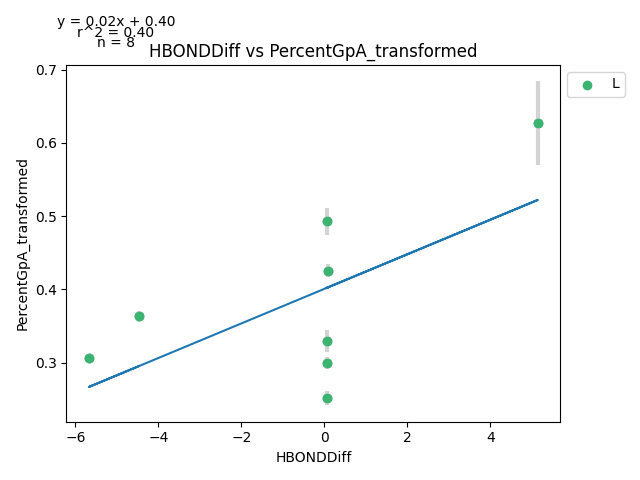 y = 0.02x + 0.40
r^2 = 0.40
n = 8
HBONDDiff vs PercentGpA_transformed
L
PercentGpA_transformed
0.7
0.6
0.5
0.4
0.3
−6
−4
−2
0
2
4
HBONDDiff